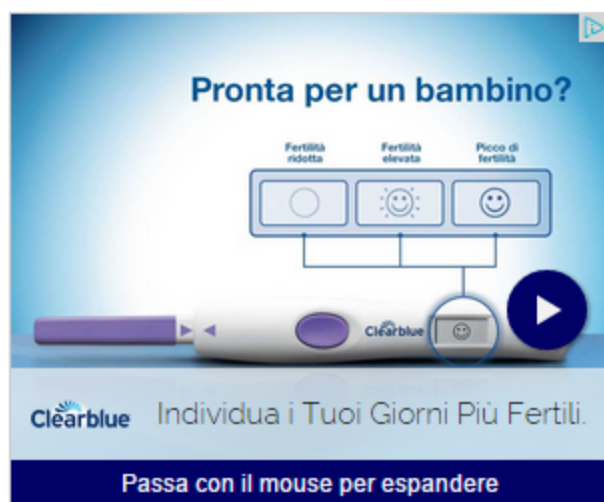 Pronta per un bambino?
Fertilità ridotta
Fertilità elevata
Picco di fertilità
Clearblue
Clearblue Individua i Tuoi Giorni Più Fertili.
Passa con il mouse per espandere